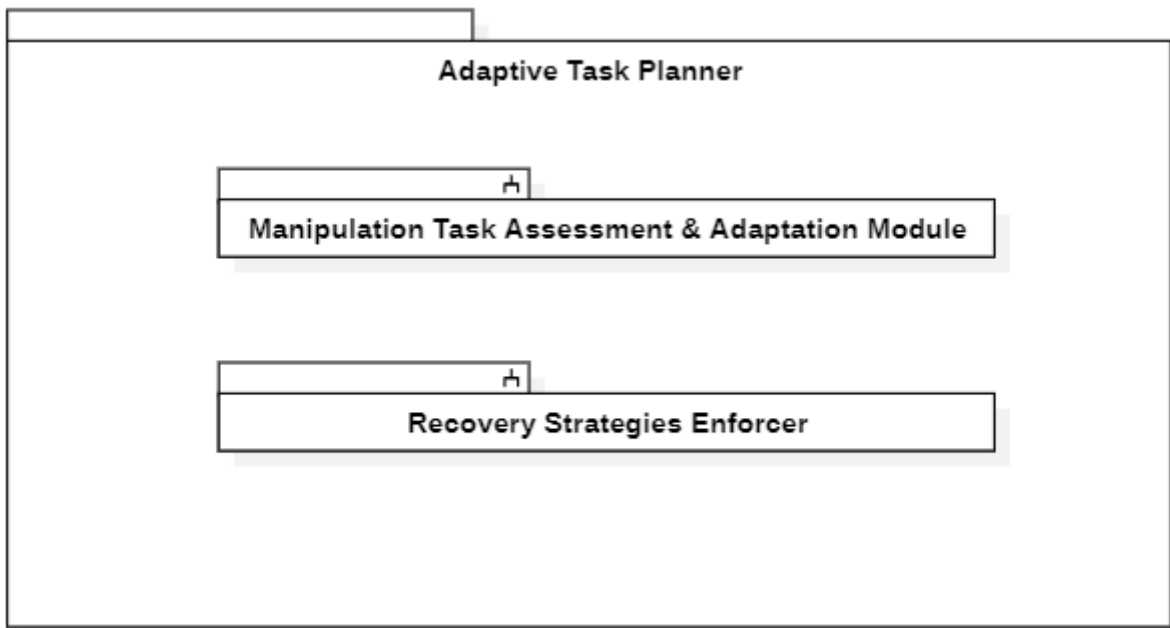 Adaptive Task Planner
Manipulation Task Assessment & Adaptation Module
Recovery Strategies Enforcer